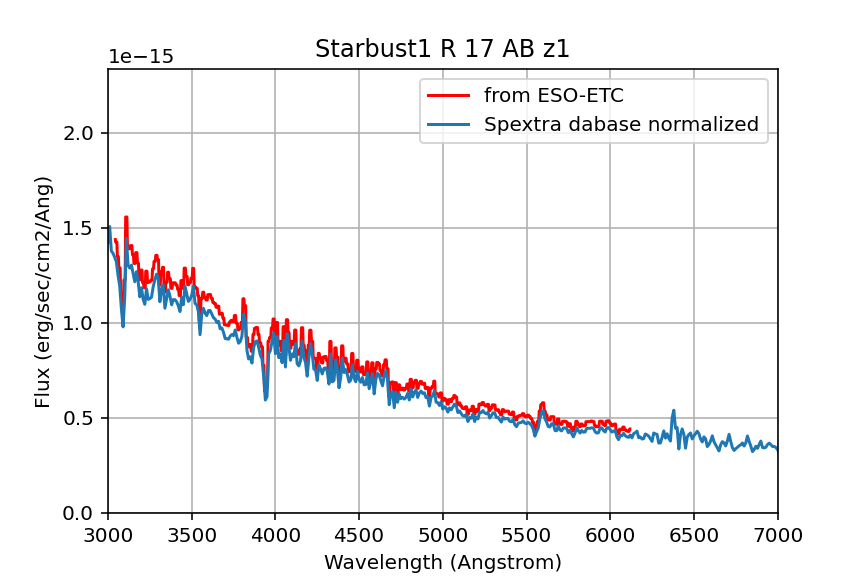 Starbust1 R 17 AB z1
1e−15
from ESO-ETC
Spextra dabase normalized
2.0
1.5
1.0
0.5
0.0
Flux (erg/sec/cm2/Ang)
3000 3500 4000 4500 5000 5500 6000 6500 7000
Wavelength (Angstrom)